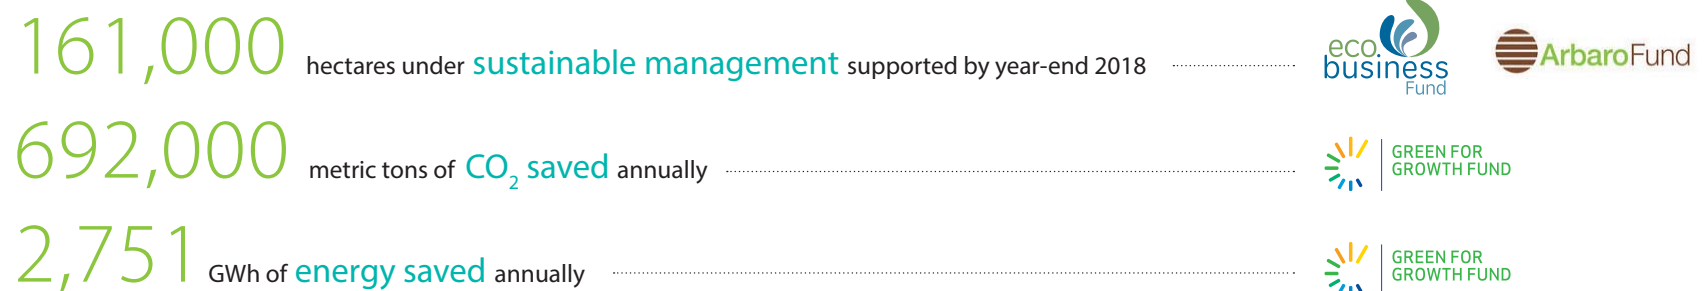 161,000 hectares under sustainable management supported by year-end 2018
eco.
business
Fund
ArbaroFund
692,000 metric tons of CO₂ saved annually
GREEN FOR
GROWTH FUND
2,751 GWh of energy saved annually
GREEN FOR
GROWTH FUND